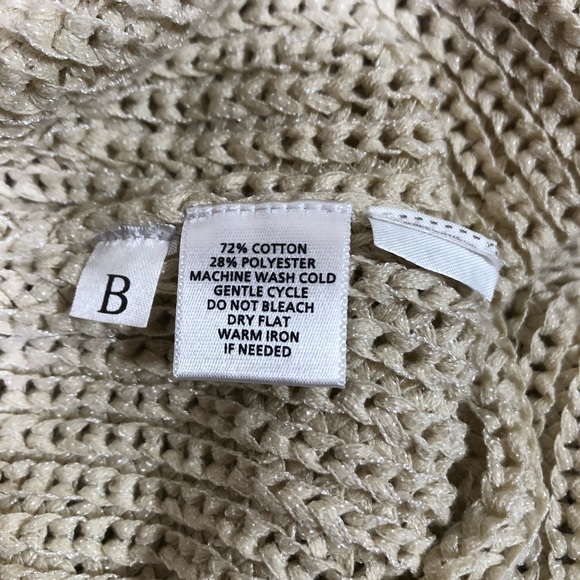 B
72% COTTON
28% POLYESTER
MACHINE WASH COLD
GENTLE CYCLE
DO NOT BLEACH
DRY FLAT
WARM IRON
IF NEEDED